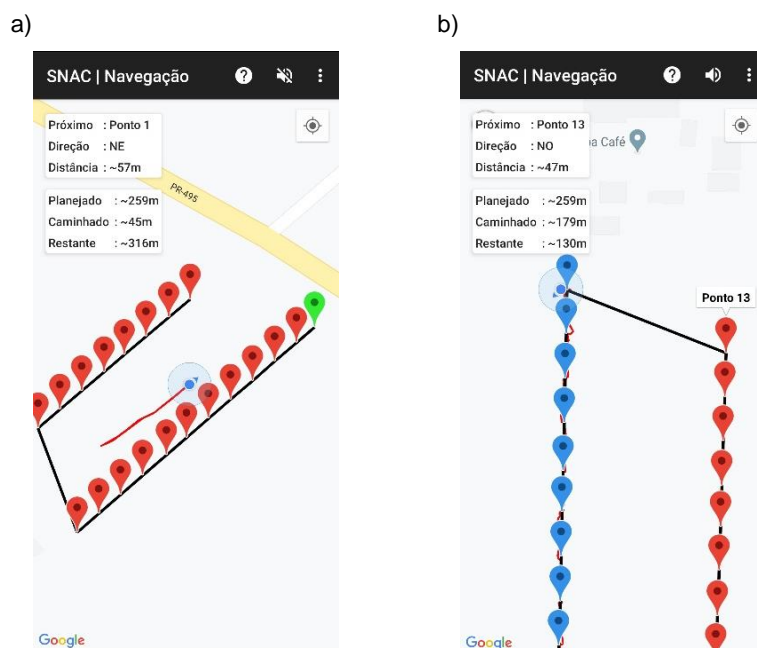 a)
SNAC | Navegação
Próximo : Ponto 1
Direção : NE
Distância : ~57m
Planejado : ~259m
Caminhado : ~45m
Restante : ~316m
PR-495
Google
b)
SNAC | Navegação
Próximo : Ponto 13
Direção : NO
Distância : ~47m
Café
Planejado : ~259m
Caminhado : ~179m
Restante : ~130m
Ponto 13
Google